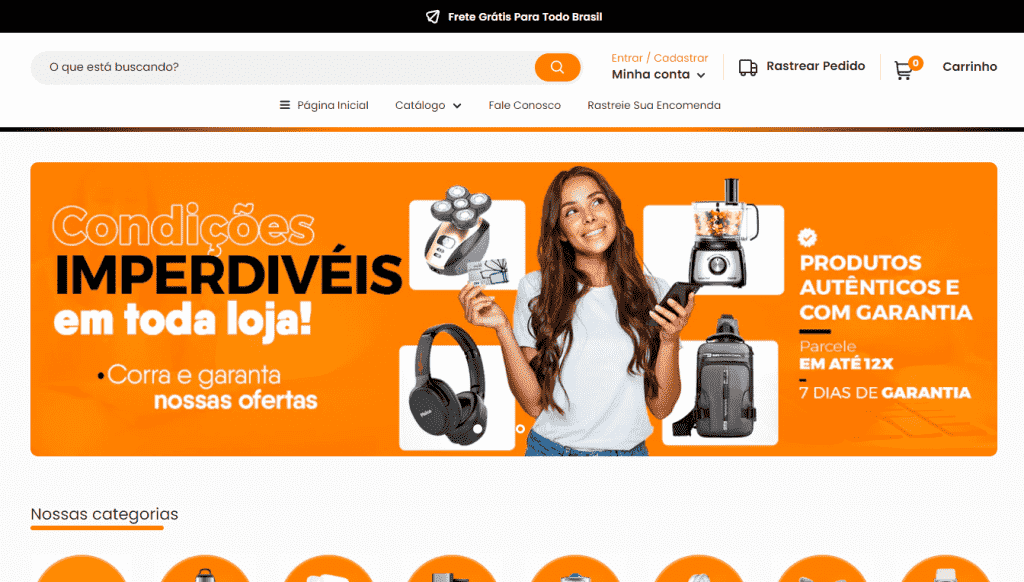 Frete Grátis Para Todo Brasil
O que está buscando?
Entrar / Cadastrar
Minha conta
Rastrear Pedido
0
Carrinho
Página Inicial
Catálogo
Fale Conosco
Rastreie Sua Encomenda
Condições
IMPERDIVÉIS
em toda loja!
•Corra e garanta
nossas ofertas
PRODUTOS
AUTÊNTICOS E
COM GARANTIA
Parcele
EM ATÉ 12X
7 DIAS DE GARANTIA
Nossas categorias